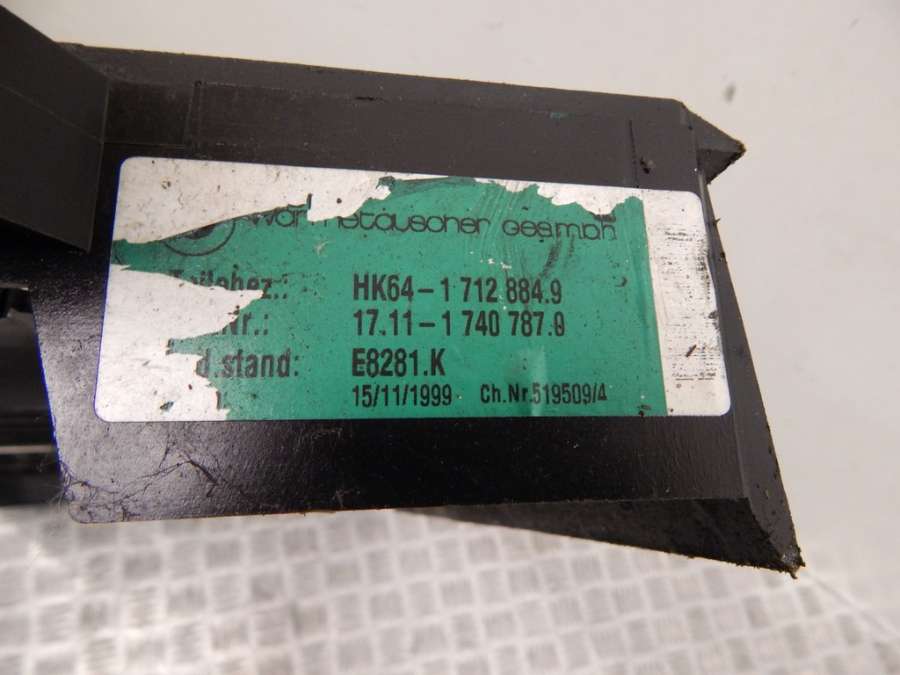 Wärmetauscher Ges.m.b.H
HK64-1 712 884.9
Nr.: 17.11-1 740 787.9
d.stand: E8281.K
15/11/1999 Ch.Nr.519509/4